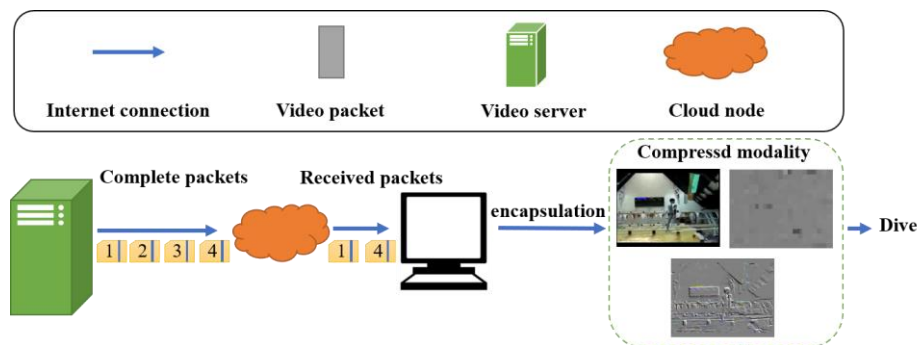 Internet connection
Video packet
Video server
Cloud node
Compressd modality
Complete packets
Received packets
encapsulation
Dive
1 2 3 4
1 4